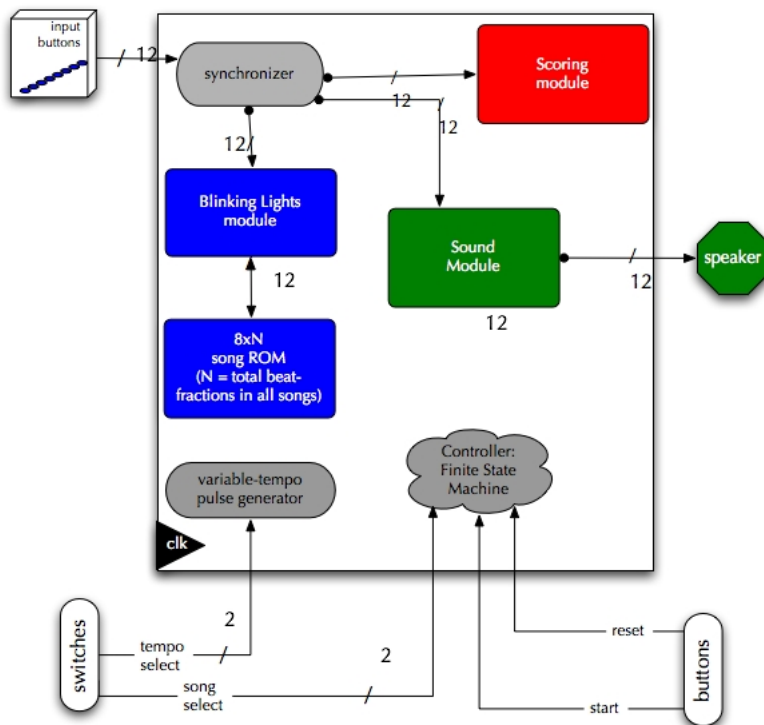 input
buttons
12
synchronizer
12
12
12
Scoring
module
Blinking Lights
module
12
Sound
Module
speaker
12
12
8xN
song ROM
(N = total beat-
fractions in all songs)
Controller:
Finite State
Machine
variable-tempo
pulse generator
clk
switches
2
tempo
select
2
song
select
reset
start
buttons